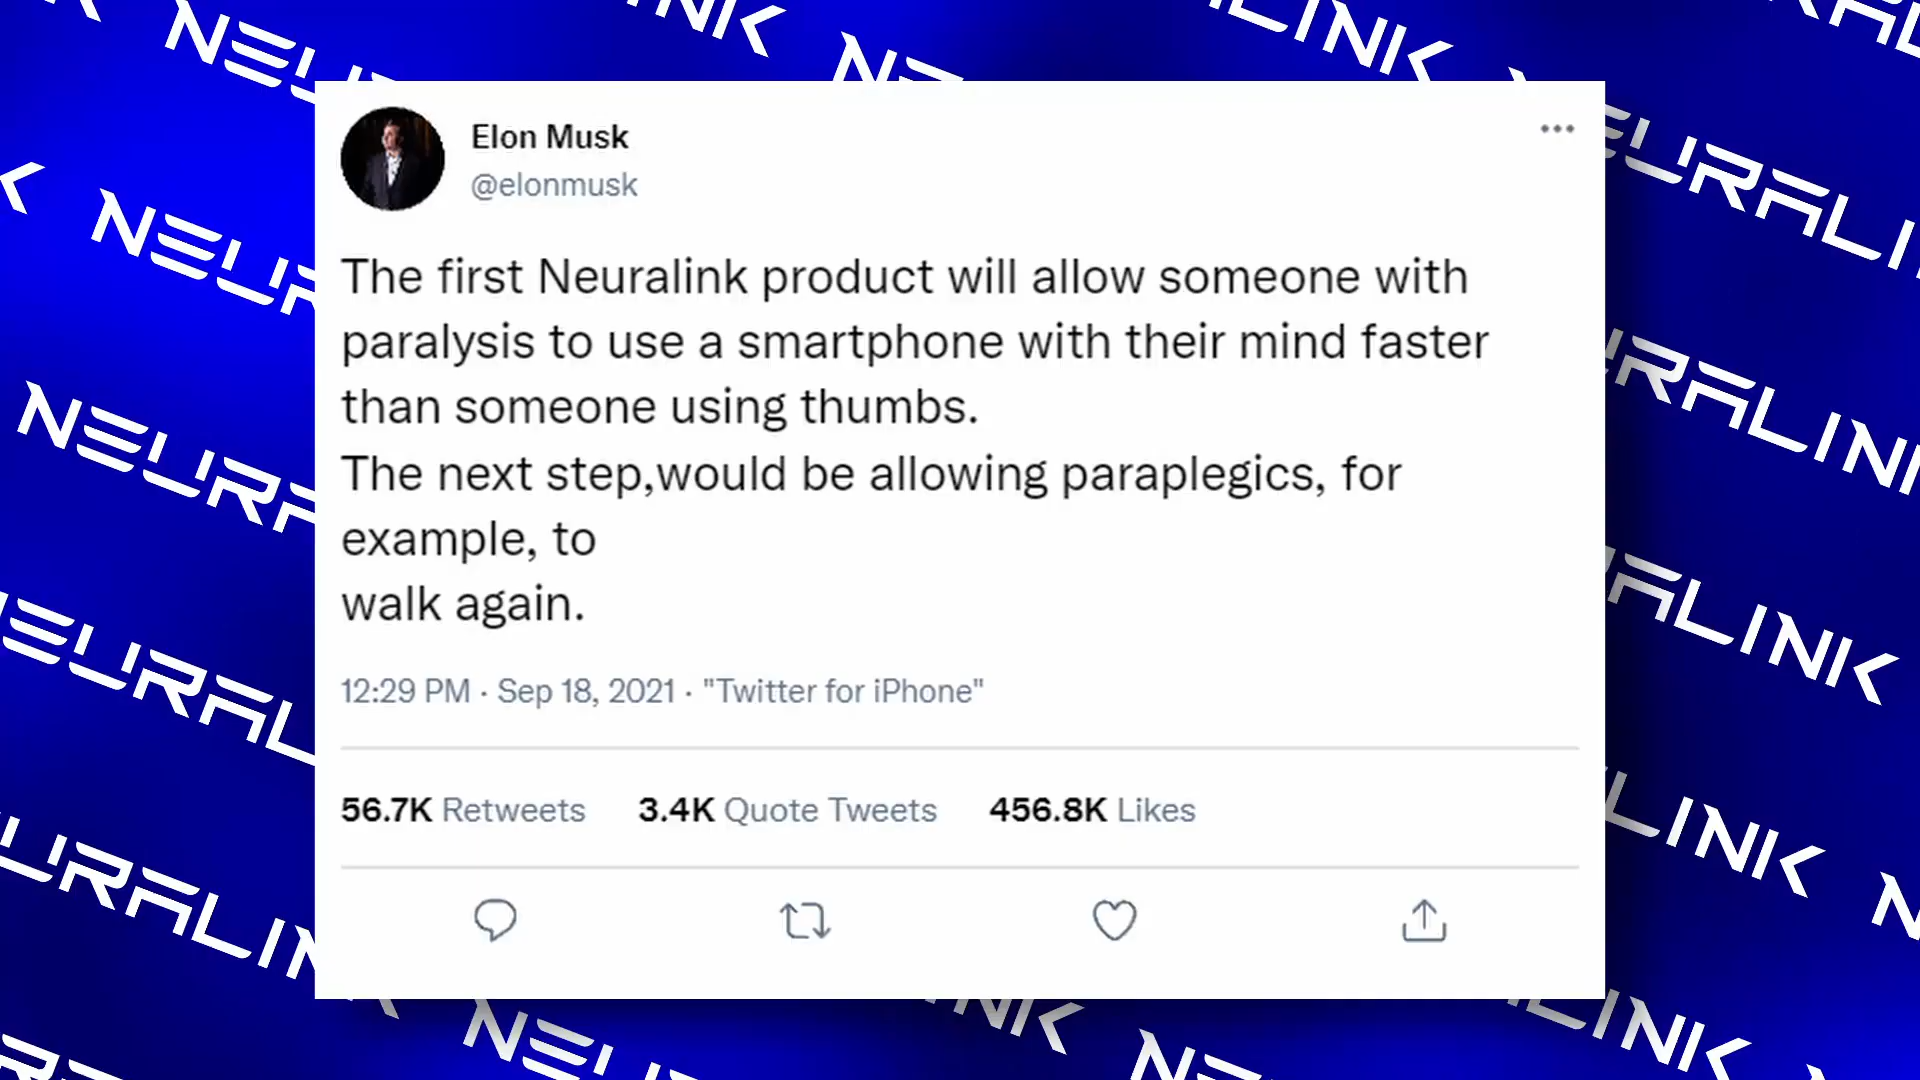 NEURALINK
Elon Musk
@elonmusk
The first Neuralink product will allow someone with
paralysis to use a smartphone with their mind faster
than someone using thumbs.
The next step,would be allowing paraplegics, for
example, to
walk again.
12:29 PM · Sep 18, 2021 · "Twitter for iPhone"
56.7K Retweets 3.4K Quote Tweets 456.8K Likes